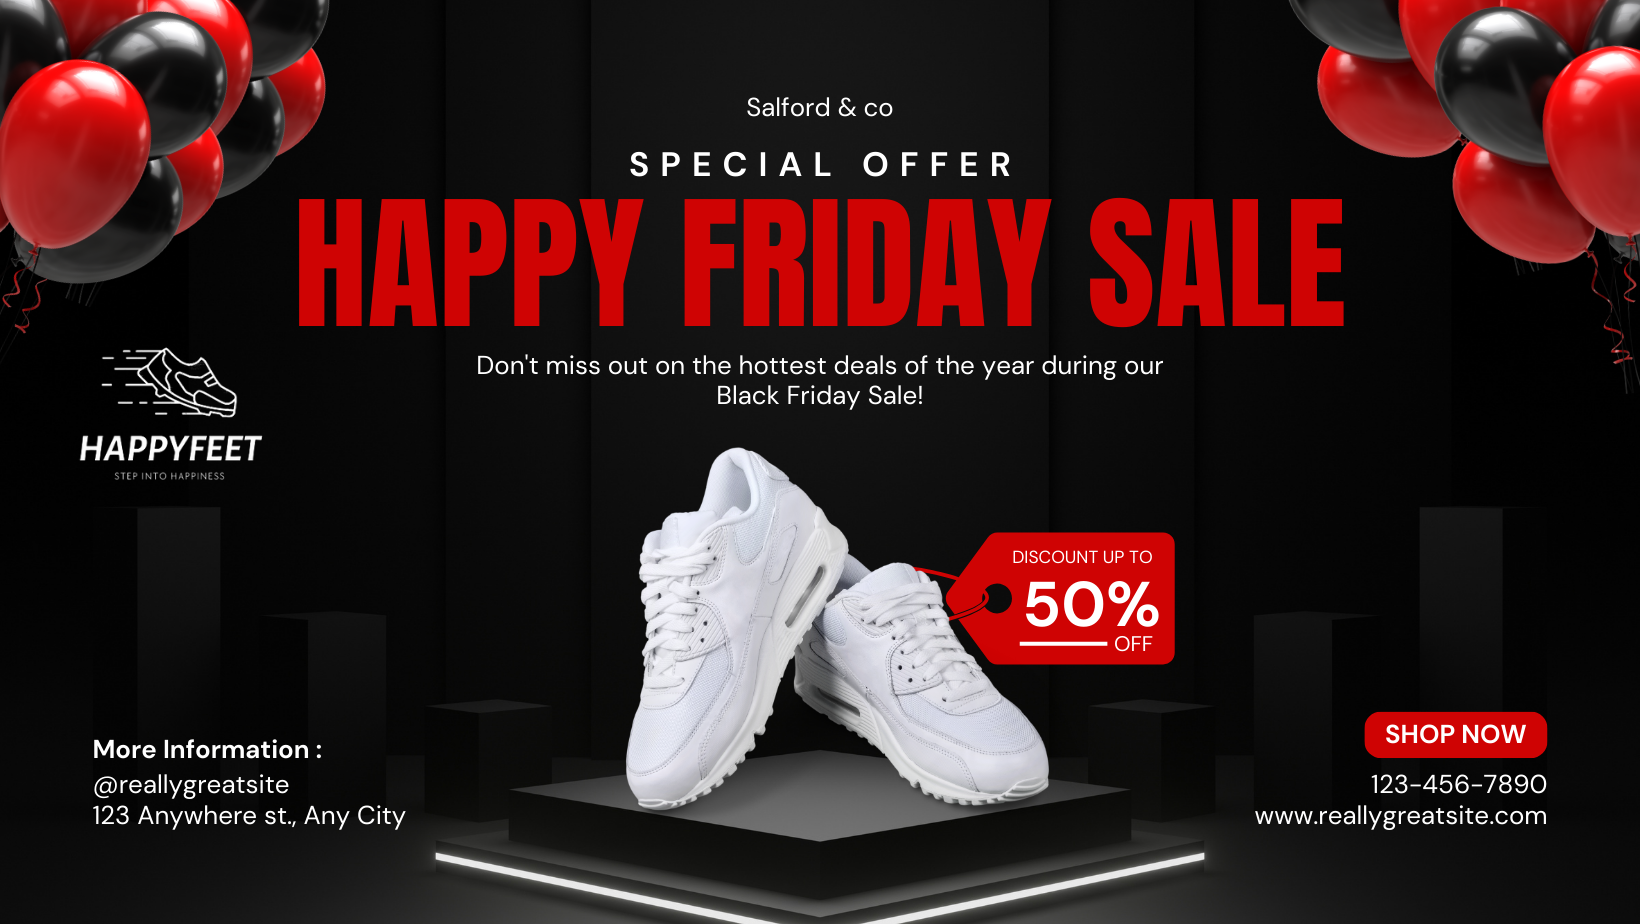 Salford & co
SPECIAL OFFER
HAPPY FRIDAY SALE
Don't miss out on the hottest deals of the year during our
Black Friday Sale!
HAPPYFEET
STEP INTO HAPPINESS
DISCOUNT UP TO
50%
OFF
More Information :
@reallygreatsite
123 Anywhere st., Any City
SHOP NOW
123-456-7890
www.reallygreatsite.com